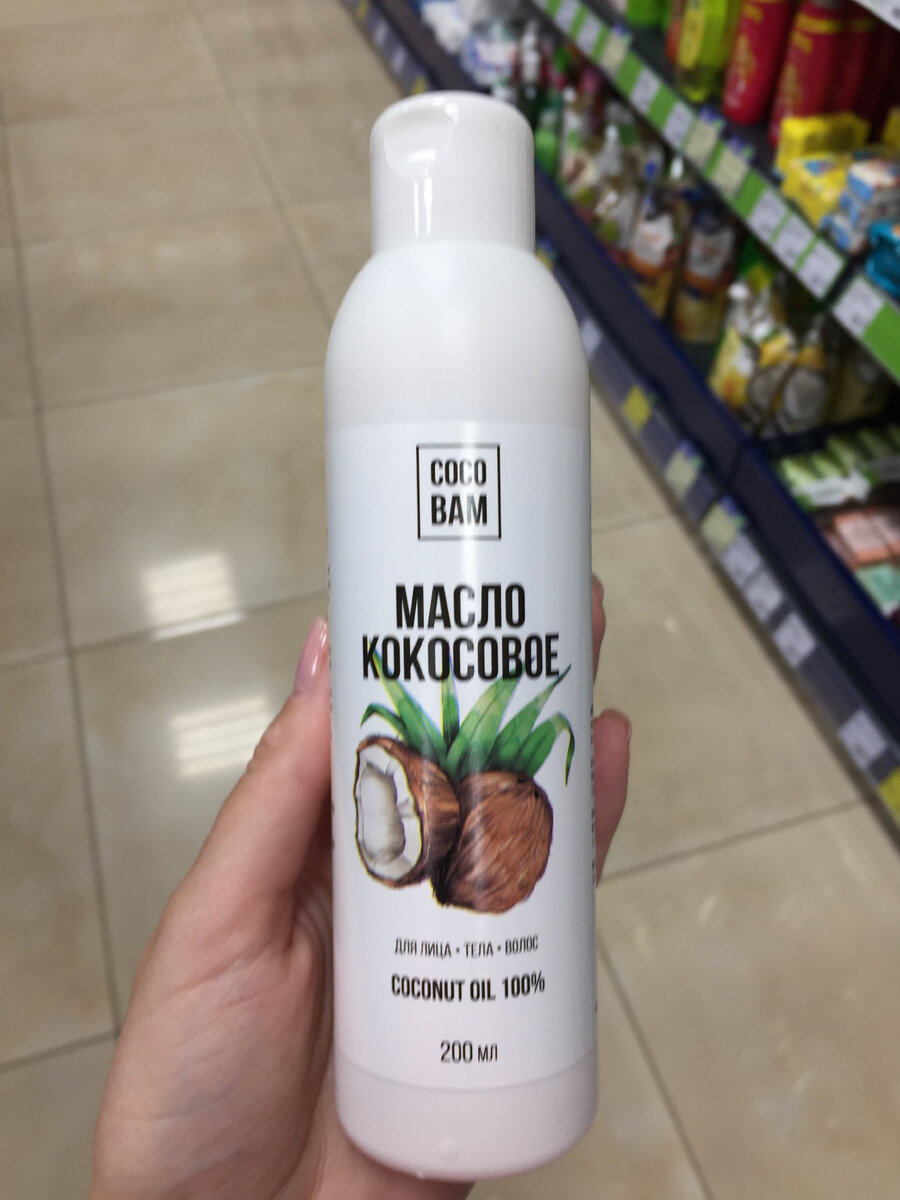 COCO
BAM
МАСЛО
КОКОСОВОЕ
ДЛЯ ЛИЦА • ТЕЛА • ВОЛОС
COCONUT OIL 100%
200 МЛ